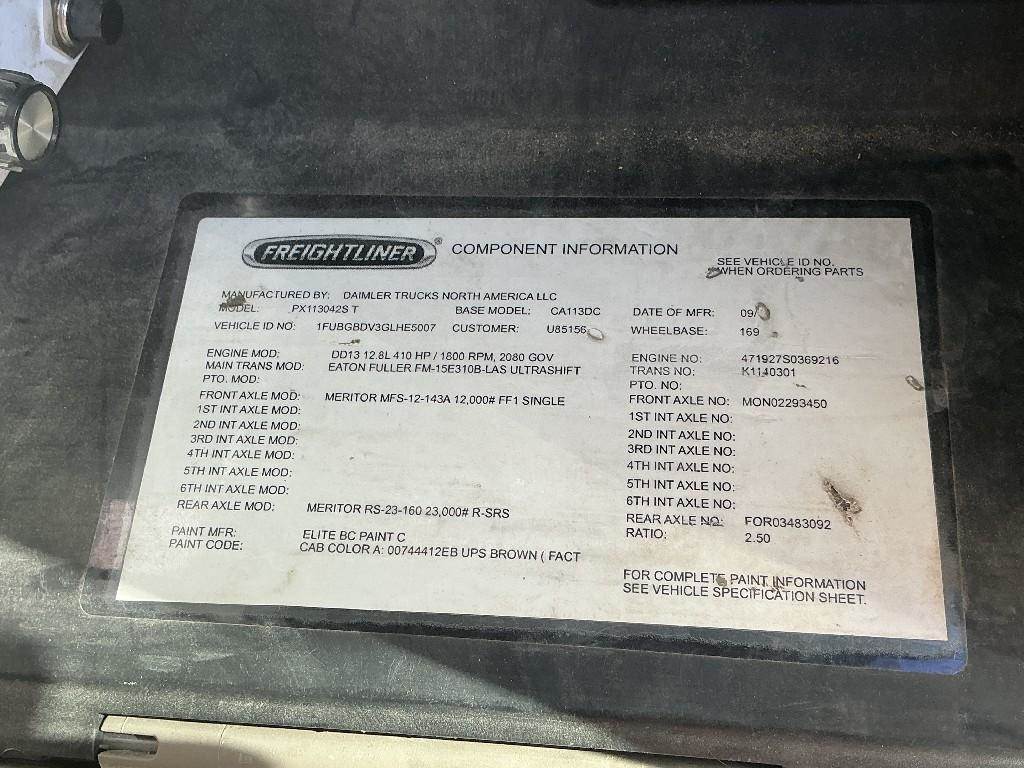 FREIGHTLINER® COMPONENT INFORMATION
SEE VEHICLE ID NO.
WHEN ORDERING PARTS
MANUFACTURED BY: DAIMLER TRUCKS NORTH AMERICA LLC
MODEL: PX113042S T BASE MODEL: CA113DC DATE OF MFR: 09/
VEHICLE ID NO: 1FUBGBDV3GLHE5007 CUSTOMER: U85156 WHEELBASE: 169
ENGINE MOD: DD13 12.8L 410 HP / 1800 RPM, 2080 GOV ENGINE NO: 471927S0369216
MAIN TRANS MOD: EATON FULLER FM-15E310B-LAS ULTRASHIFT TRANS NO: K1140301
PTO. MOD: PTO. NO:
FRONT AXLE MOD: MERITOR MFS-12-143A 12,000# FF1 SINGLE FRONT AXLE NO: MON02293450
1ST INT AXLE MOD: 1ST INT AXLE NO:
2ND INT AXLE MOD: 2ND INT AXLE NO:
3RD INT AXLE MOD: 3RD INT AXLE NO:
4TH INT AXLE MOD: 4TH INT AXLE NO:
5TH INT AXLE MOD: 5TH INT AXLE NO:
6TH INT AXLE MOD: 6TH INT AXLE NO:
REAR AXLE MOD: MERITOR RS-23-160 23,000# R-SRS REAR AXLE NO: FOR03483092
RATIO: 2.50
PAINT MFR: ELITE BC PAINT C
PAINT CODE: CAB COLOR A: 00744412EB UPS BROWN ( FACT
FOR COMPLETE PAINT INFORMATION
SEE VEHICLE SPECIFICATION SHEET.